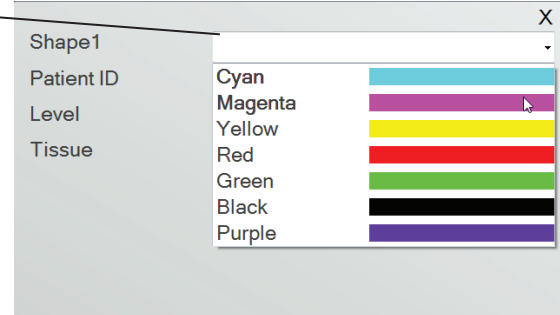 X
Shape1
Patient ID
Level
Tissue
Cyan
Magenta
Yellow
Red
Green
Black
Purple